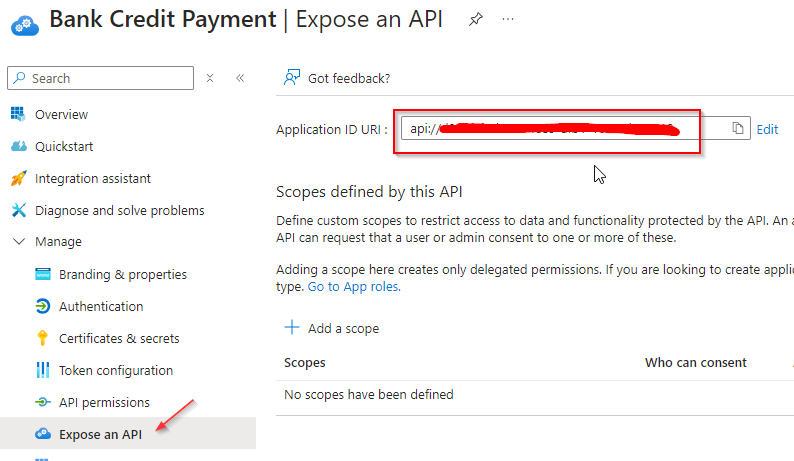 Bank Credit Payment | Expose an API
Search
Overview
Quickstart
Integration assistant
Diagnose and solve problems
Manage
Branding & properties
Authentication
Certificates & secrets
Token configuration
API permissions
Expose an API
Got feedback?
Application ID URI : api:// Edit
Scopes defined by this API
Define custom scopes to restrict access to data and functionality protected by the API. An a
API can request that a user or admin consent to one or more of these.
Adding a scope here creates only delegated permissions. If you are looking to create applic
type. Go to App roles.
Add a scope
Scopes Who can consent
No scopes have been defined